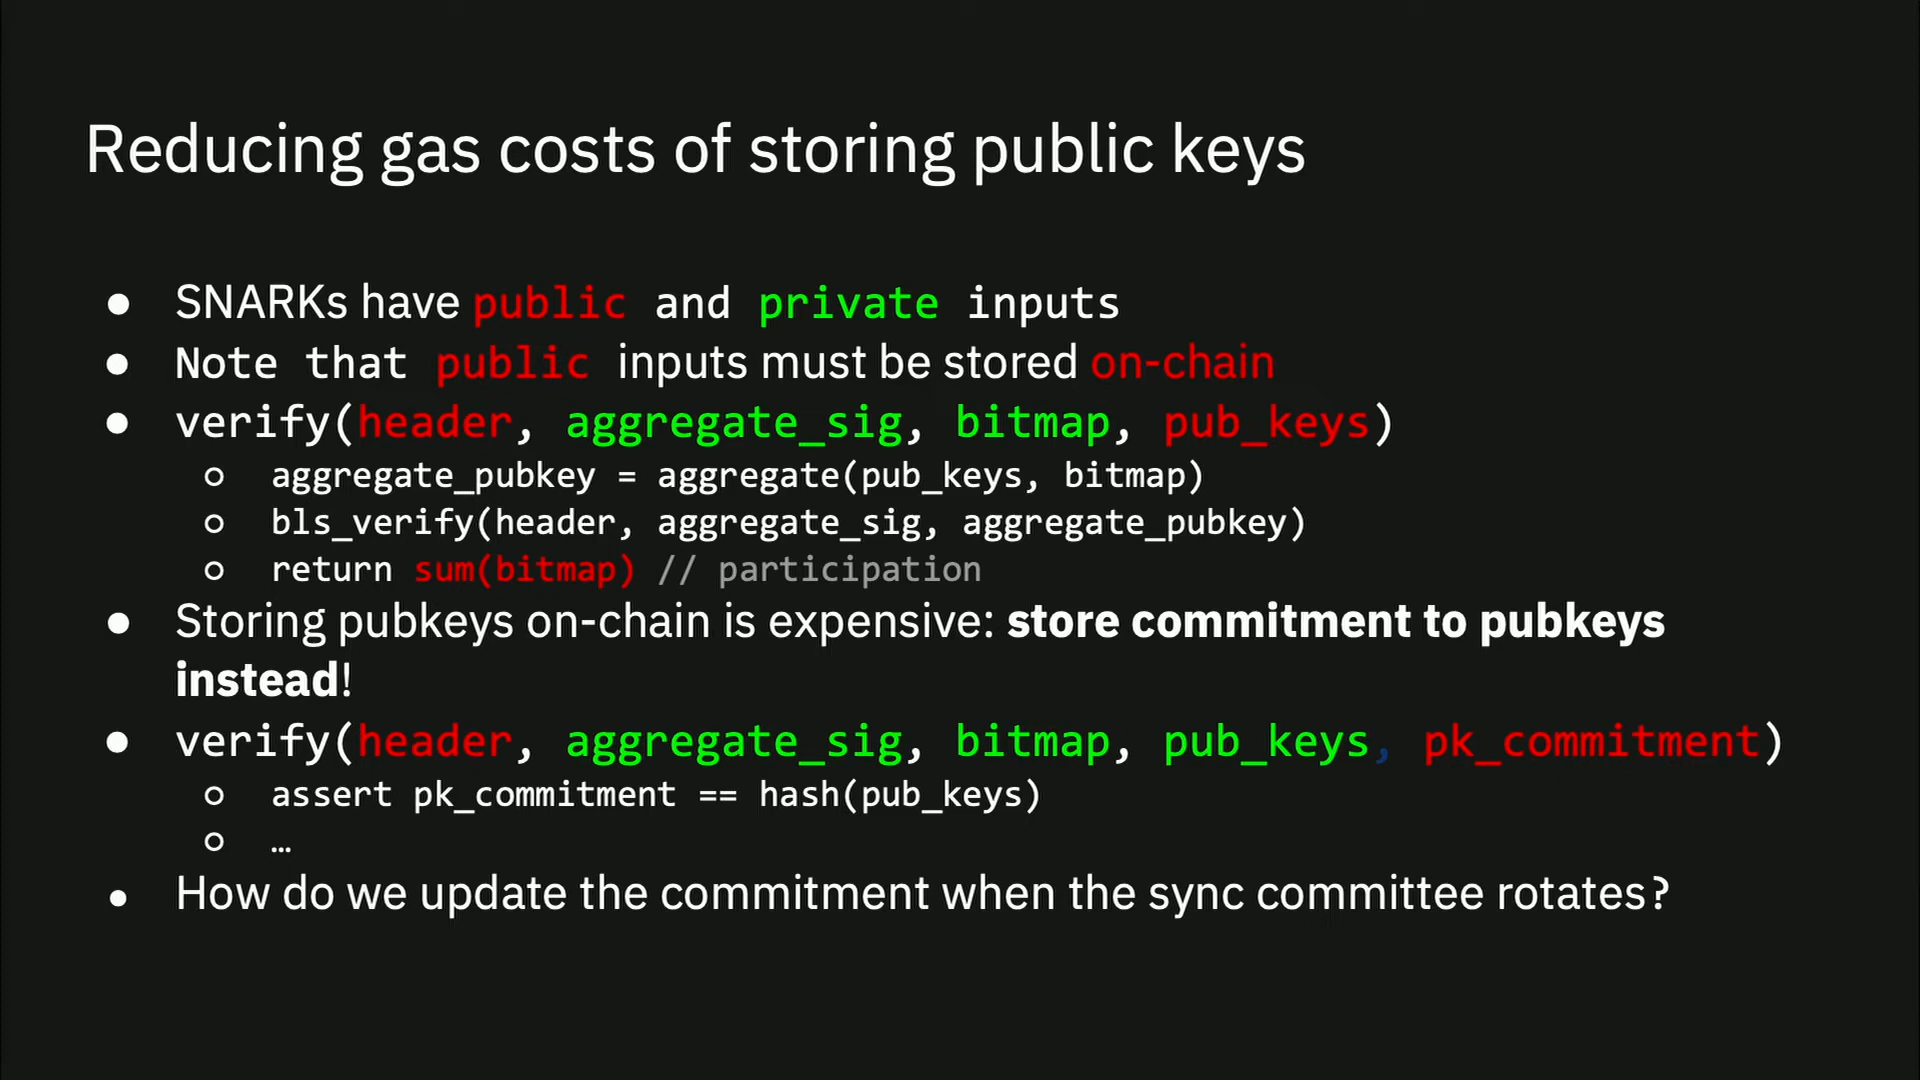 Reducing gas costs of storing public keys
● SNARKs have public and private inputs
● Note that public inputs must be stored on-chain
● verify(header, aggregate_sig, bitmap, pub_keys)
○ aggregate_pubkey = aggregate(pub_keys, bitmap)
○ bls_verify(header, aggregate_sig, aggregate_pubkey)
○ return sum(bitmap) // participation
● Storing pubkeys on-chain is expensive: store commitment to pubkeys
instead!
● verify(header, aggregate_sig, bitmap, pub_keys, pk_commitment)
○ assert pk_commitment == hash(pub_keys)
○ …
● How do we update the commitment when the sync committee rotates?